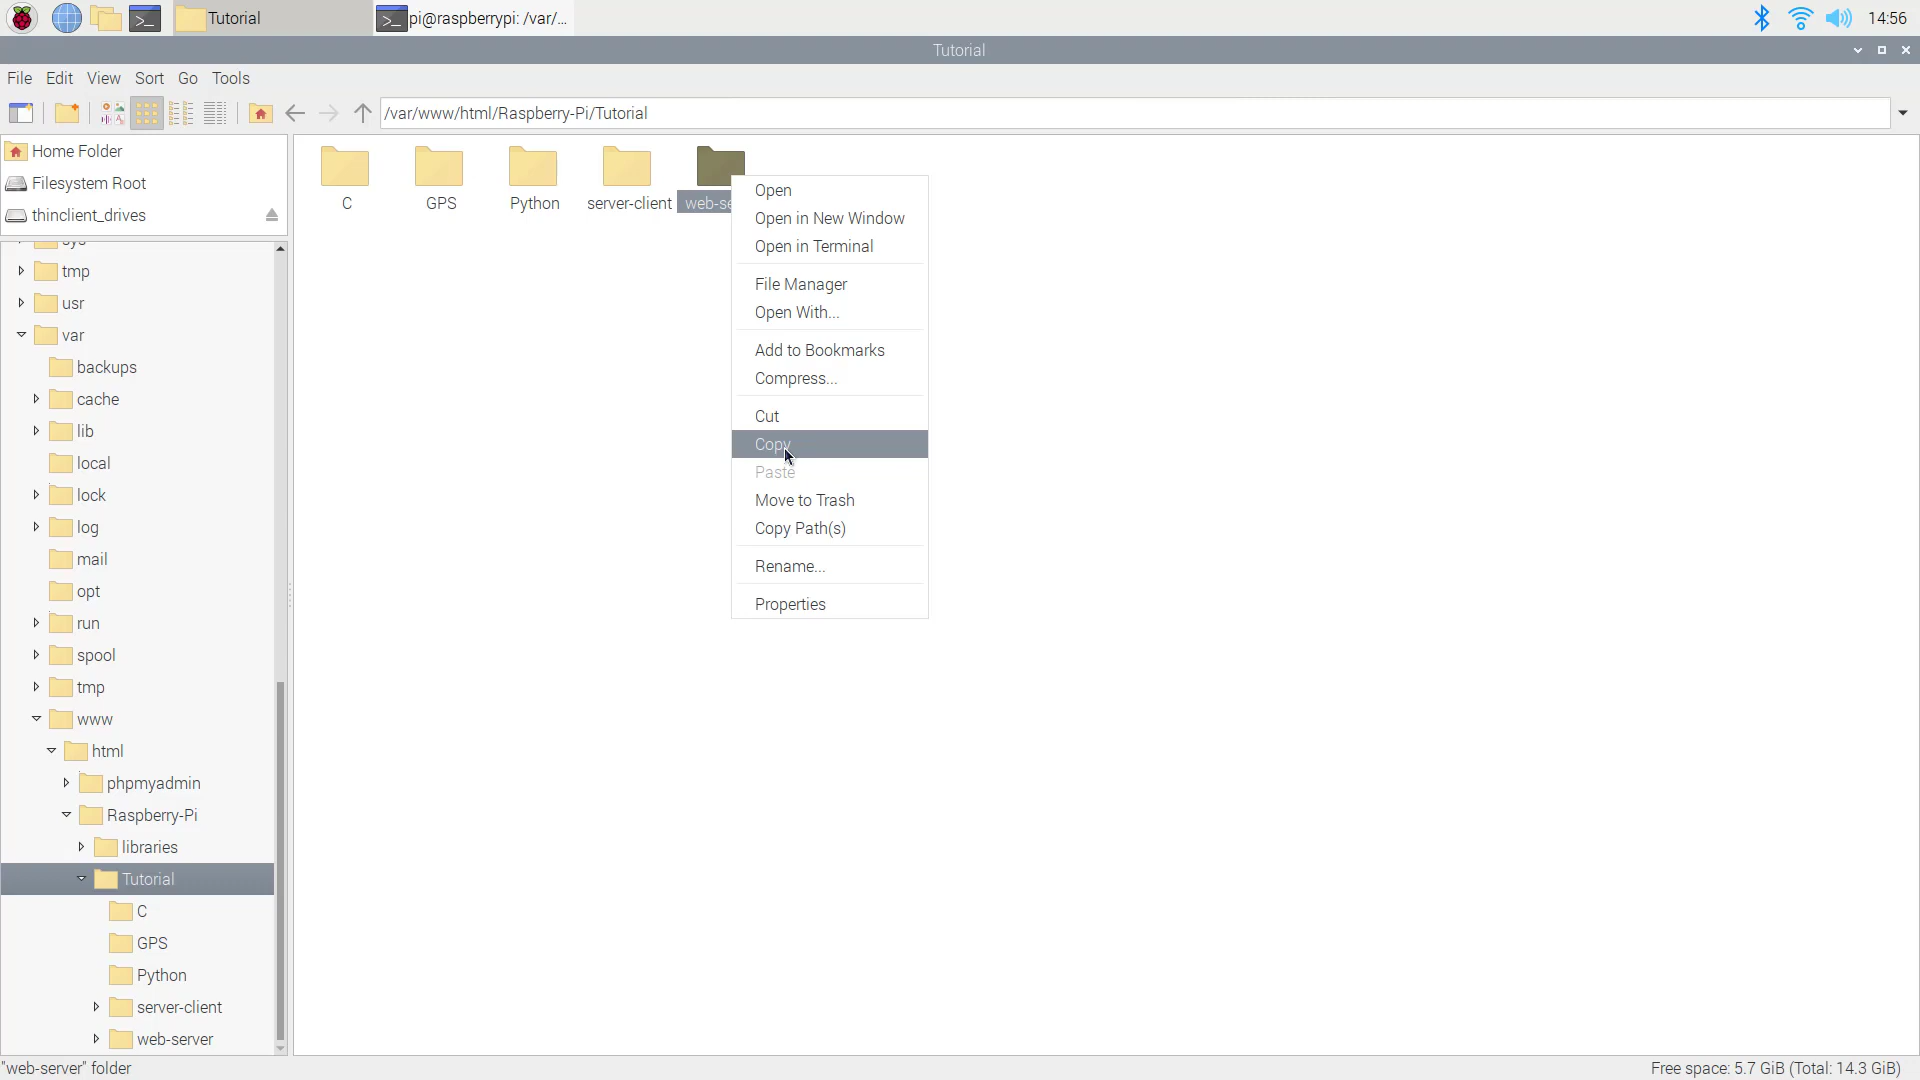 Tutorial
pi@raspberrypi: /var/...
14:56
Tutorial
File Edit View Sort Go Tools
/var/www/html/Raspberry-Pi/Tutorial
Home Folder
Filesystem Root
thinclient_drives
sys
tmp
usr
var
backups
cache
lib
local
lock
log
mail
opt
run
spool
tmp
www
html
phpmyadmin
Raspberry-Pi
libraries
Tutorial
C
GPS
Python
server-client
web-server
C
GPS
Python
server-client
web-se
Open
Open in New Window
Open in Terminal
File Manager
Open With...
Add to Bookmarks
Compress...
Cut
Copy
Paste
Move to Trash
Copy Path(s)
Rename...
Properties
"web-server" folder
Free space: 5.7 GiB (Total: 14.3 GiB)